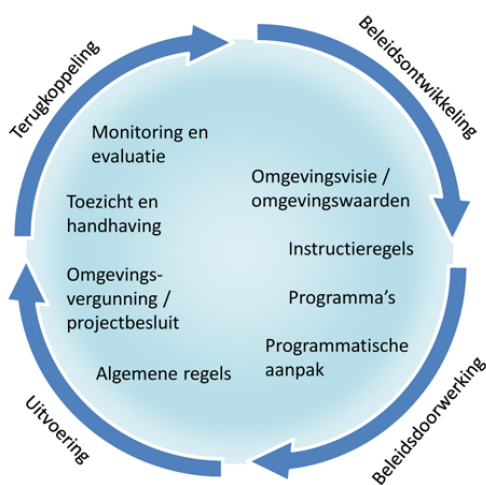 Terugkoppeling
Beleidsontwikkeling
Monitoring en
evaluatie
Omgevingsvisie /
omgevingswaarden
Toezicht en
handhaving
Instructieregels
Omgevings-
vergunning /
projectbesluit
Programma's
Programmatische
aanpak
Algemene regels
Uitvoering
Beleidsdoorwerking